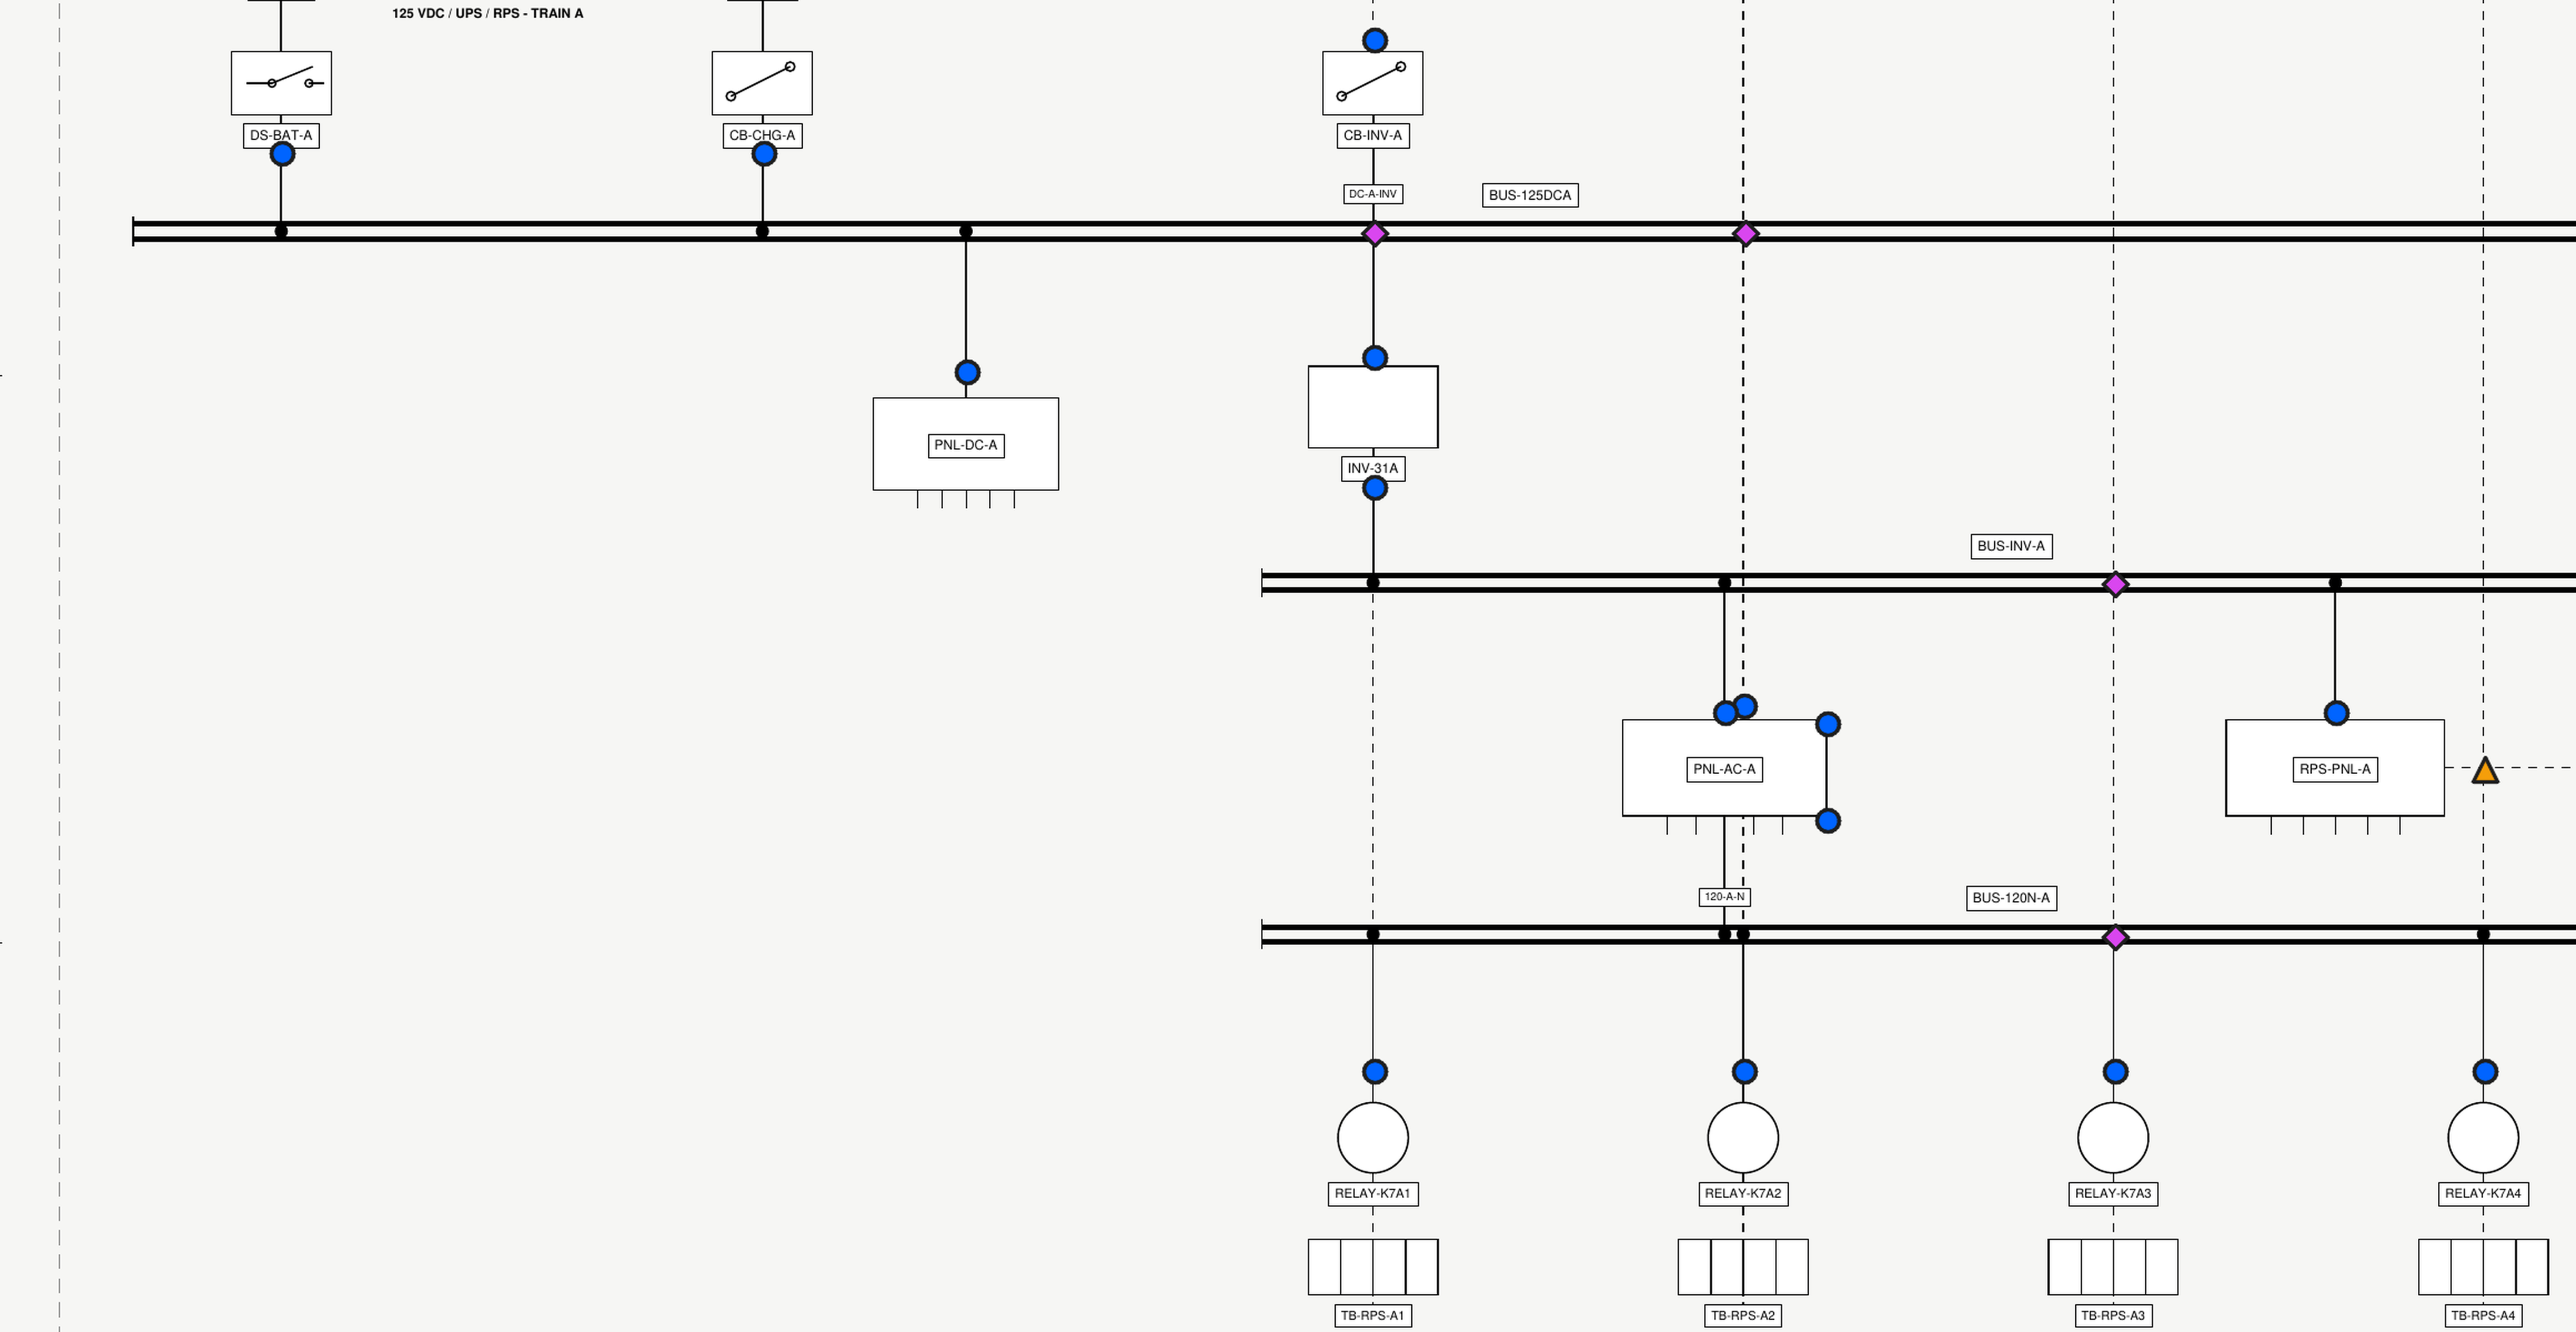 125 VDC / UPS / RPS - TRAIN A
DS-BAT-A
CB-CHG-A
CB-INV-A
DC-A-INV
BUS-125DCA
PNL-DC-A
INV-31A
BUS-INV-A
PNL-AC-A
RPS-PNL-A
120-A-N
BUS-120N-A
RELAY-K7A1
RELAY-K7A2
RELAY-K7A3
RELAY-K7A4
TB-RPS-A1
TB-RPS-A2
TB-RPS-A3
TB-RPS-A4